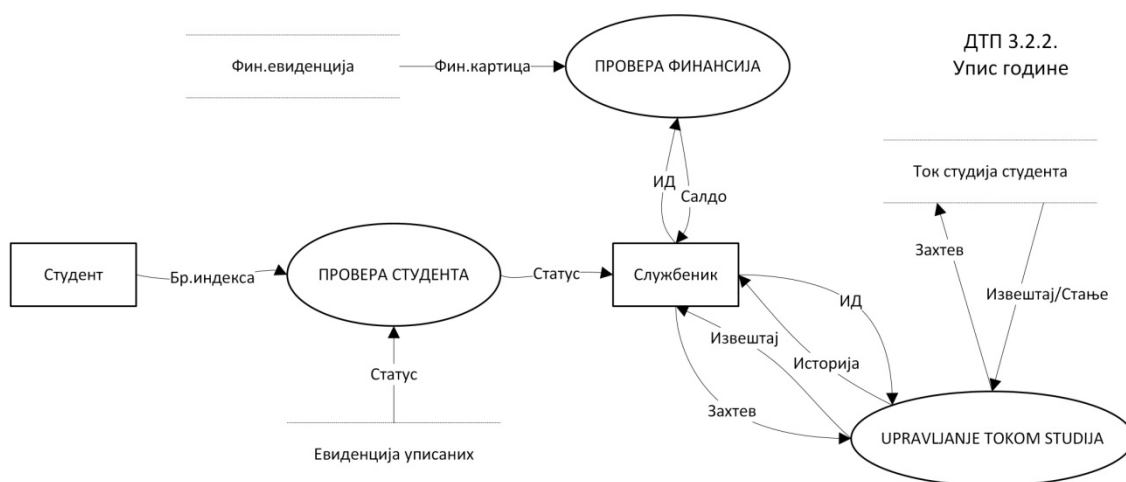 ДТП 3.2.2.
Упис године
Фин.евиденција
Фин.картица
ПРОВЕРА ФИНАНСИЈА
Ток студија студента
ИД
Салдо
Захтев
Студент
Бр.индекса
ПРОВЕРА СТУДЕНТА
Статус
Службеник
ИД
Извештај/Стање
Извештај
Историја
Статус
Захтев
UPRAVLJANJE TOKOM STUDIJA
Евиденција уписаних